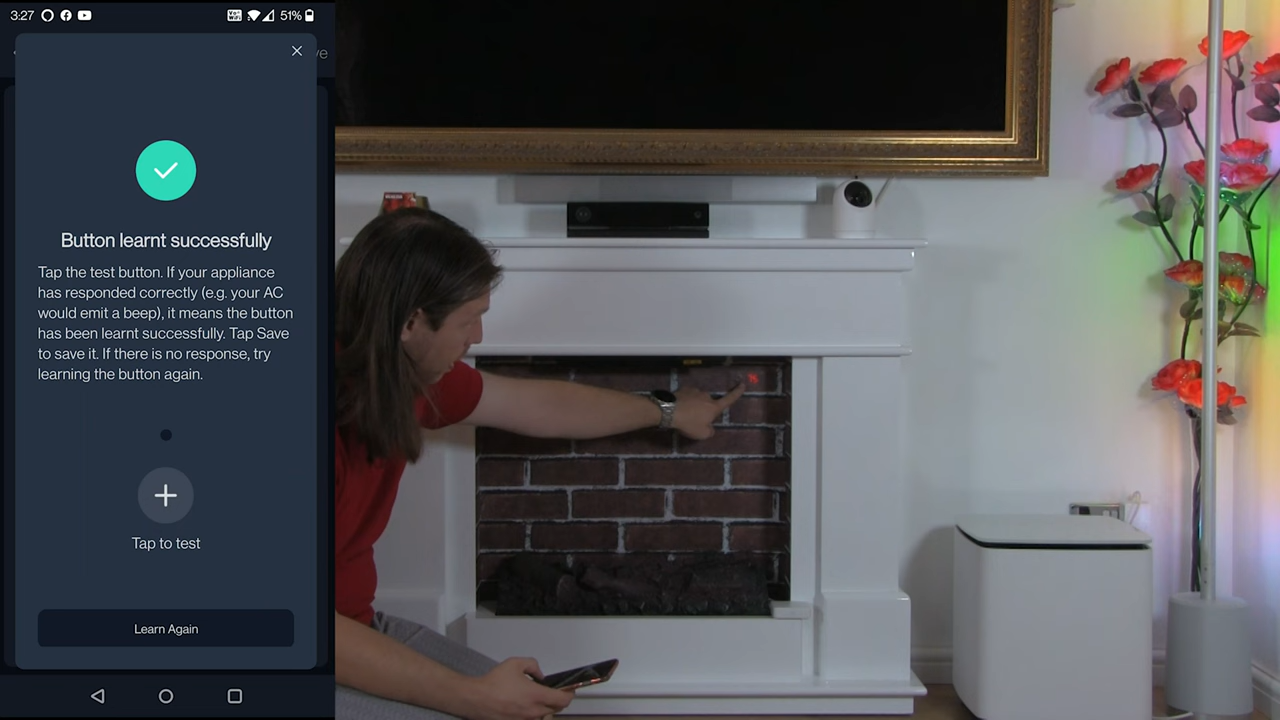 3:27
51%
Button learnt successfully
Tap the test button. If your appliance
has responded correctly (e.g. your AC
would emit a beep), it means the button
has been learnt successfully. Tap Save
to save it. If there is no response, try
learning the button again.
Tap to test
Learn Again